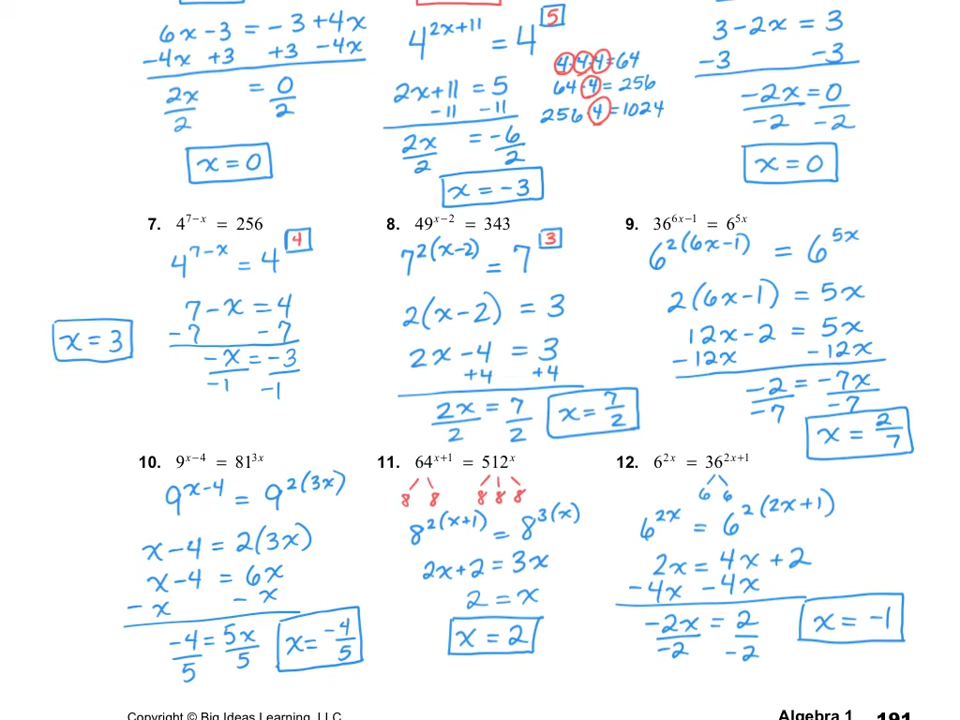 6x - 3 = -3 + 4x
-4x +3 +3 -4x
2x/2 = 0/2
x = 0
4^(2x+11) = 4^5
4·4·4 = 64
64·4 = 256
256·4 = 1024
2x+11 = 5
-11 -11
2x/2 = -6/2
x = -3
3 - 2x = 3
-3 -3
-2x/-2 = 0/-2
x = 0
7. 4^(7-x) = 256
4^(7-x) = 4^4
7 - x = 4
-7 -7
-x/-1 = -3/-1
x = 3
8. 49^(x-2) = 343
7^(2(x-2)) = 7^3
2(x-2) = 3
2x - 4 = 3
+4 +4
2x/2 = 7/2
x = 7/2
9. 36^(6x-1) = 6^(5x)
6^(2(6x-1)) = 6^(5x)
2(6x-1) = 5x
12x - 2 = 5x
-12x -12x
-2/-7 = -7x/-7
x = 2/7
10. 9^(x-4) = 81^(3x)
9^(x-4) = 9^(2(3x))
x - 4 = 2(3x)
x - 4 = 6x
-x -x
-4/5 = 5x/5
x = -4/5
11. 64^(x+1) = 512^x
8 8 8 8 8
8^(2(x+1)) = 8^(3(x))
2x+2 = 3x
2 = x
x = 2
12. 6^(2x) = 36^(2x+1)
6 6
6^(2x) = 6^(2(2x+1))
2x = 4x + 2
-4x -4x
-2x/-2 = 2/-2
x = -1
Copyright © Big Ideas Learning, LLC
Algebra 1 191